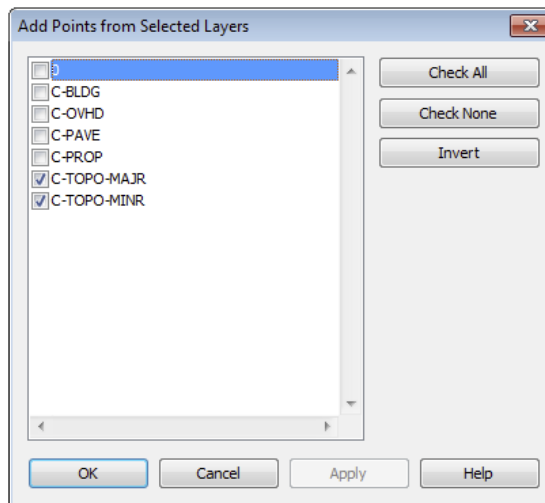 Add Points from Selected Layers
0
C-BLDG
C-OVHD
C-PAVE
C-PROP
C-TOPO-MAJR
C-TOPO-MINR
Check All
Check None
Invert
OK Cancel Apply Help